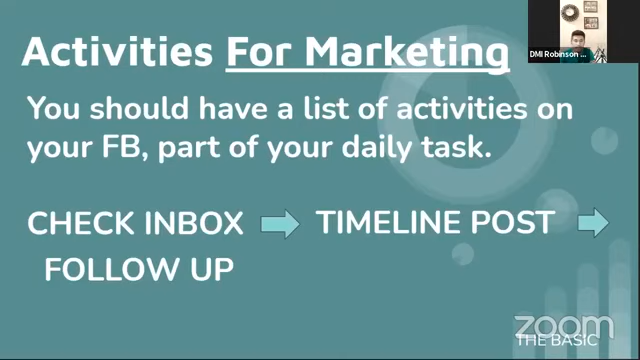 Activities For Marketing
DMI Robinson ...
You should have a list of activities on
your FB, part of your daily task.
CHECK INBOX
TIMELINE POST
FOLLOW UP
zoom
THE BASIC